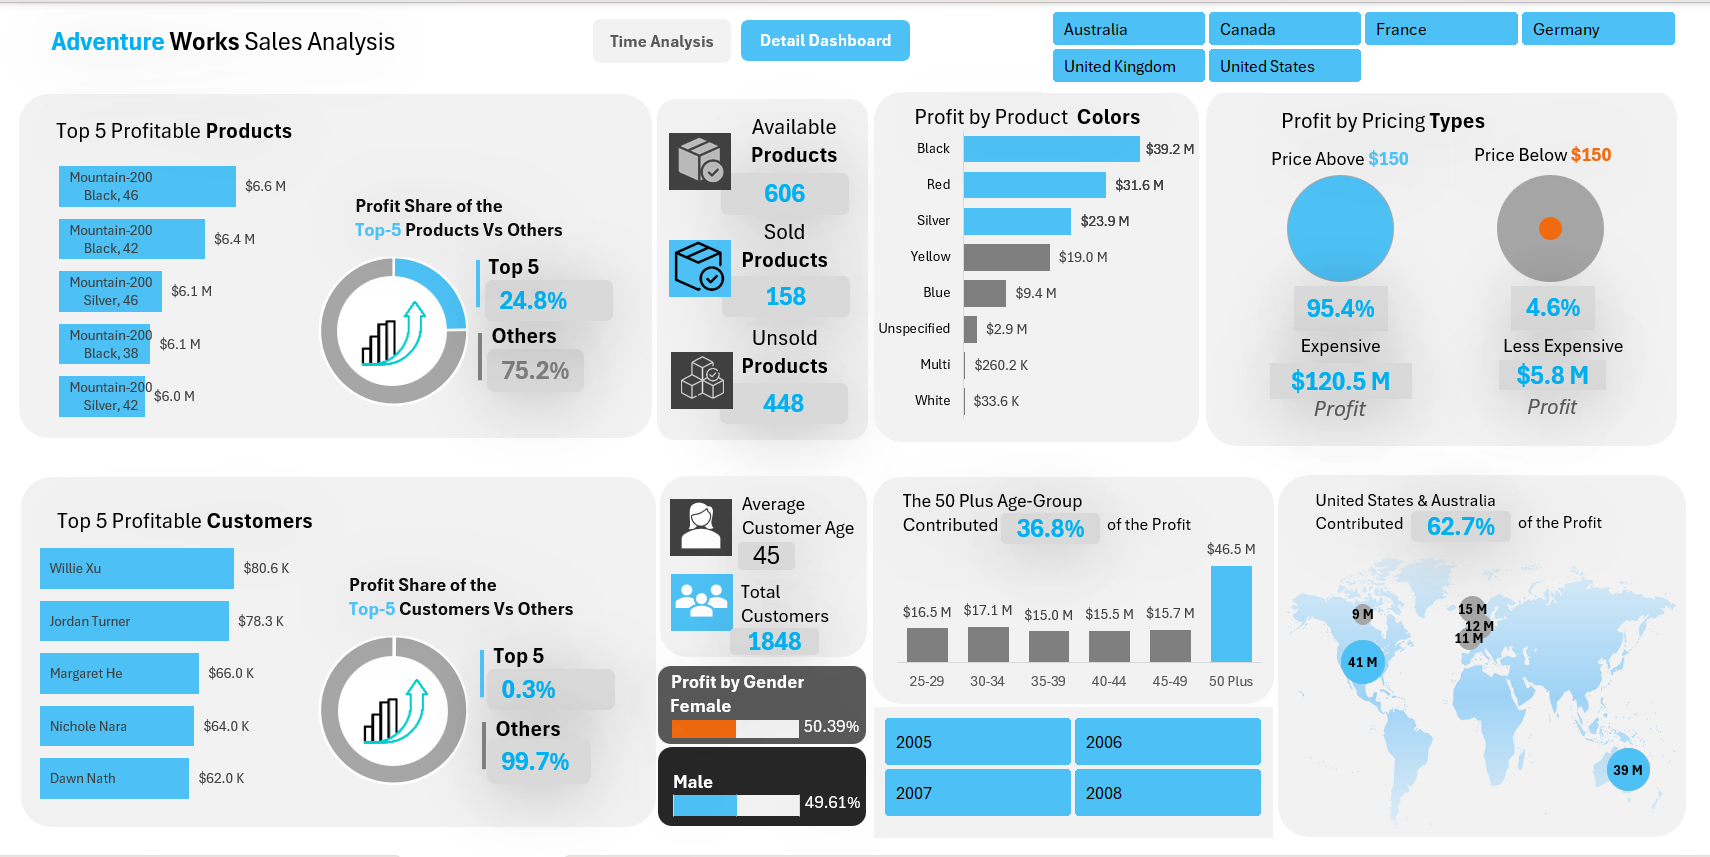 Adventure Works Sales Analysis
Time Analysis
Detail Dashboard
Australia
Canada
France
Germany
United Kingdom
United States
Top 5 Profitable Products
Mountain-200
Black, 46
$6.6 M
Mountain-200
Black, 42
$6.4 M
Mountain-200
Silver, 46
$6.1 M
Mountain-200
Black, 38
$6.1 M
Mountain-200
Silver, 42
$6.0 M
Profit Share of the
Top-5 Products Vs Others
Top 5
24.8%
Others
75.2%
Available
Products
606
Sold
Products
158
Unsold
Products
448
Profit by Product Colors
Black
$39.2 M
Red
$31.6 M
Silver
$23.9 M
Yellow
$19.0 M
Blue
$9.4 M
Unspecified
$2.9 M
Multi
$260.2 K
White
$33.6 K
Profit by Pricing Types
Price Above $150
95.4%
Expensive
$120.5 M
Profit
Price Below $150
4.6%
Less Expensive
$5.8 M
Profit
Top 5 Profitable Customers
Willie Xu
$80.6 K
Jordan Turner
$78.3 K
Margaret He
$66.0 K
Nichole Nara
$64.0 K
Dawn Nath
$62.0 K
Profit Share of the
Top-5 Customers Vs Others
Top 5
0.3%
Others
99.7%
Average
Customer Age
45
Total
Customers
1848
Profit by Gender
Female
50.39%
Male
49.61%
The 50 Plus Age-Group
Contributed 36.8% of the Profit
$16.5 M
$17.1 M
$15.0 M
$15.5 M
$15.7 M
$46.5 M
25-29
30-34
35-39
40-44
45-49
50 Plus
2005
2006
2007
2008
United States & Australia
Contributed 62.7% of the Profit
9 M
15 M
12 M
11 M
41 M
39 M